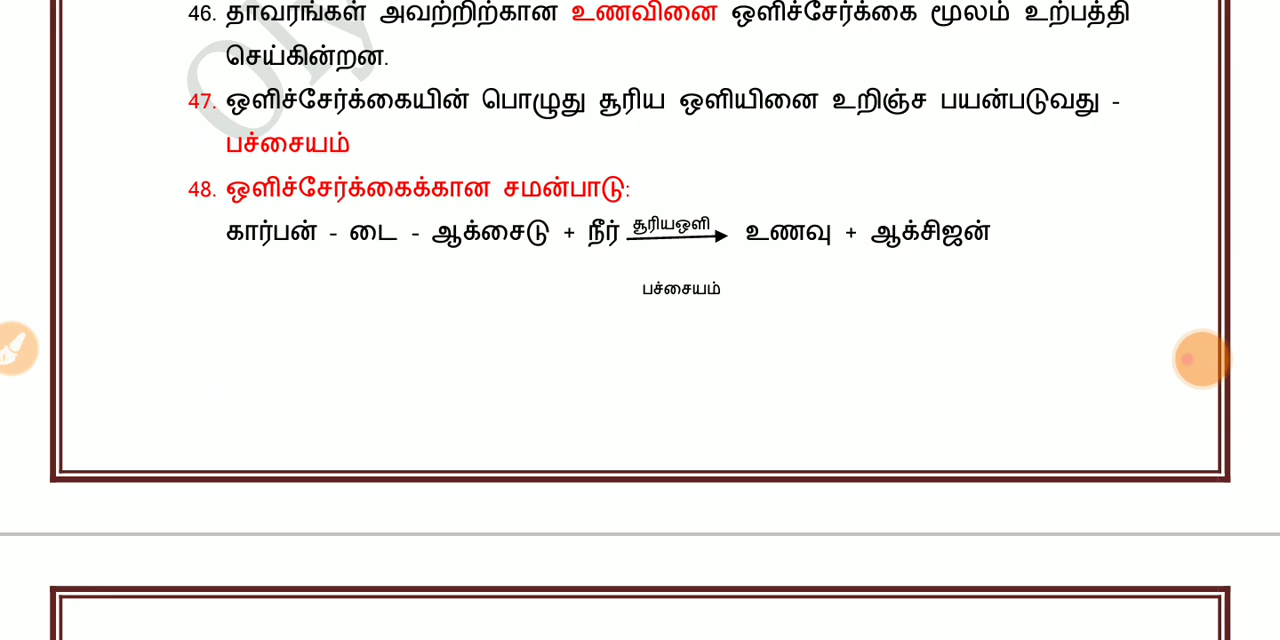 46. தாவரங்கள் அவற்றிற்கான உணவினை ஒளிச்சேர்க்கை மூலம் உற்பத்தி
செய்கின்றன.
47. ஒளிச்சேர்க்கையின் பொழுது சூரிய ஒளியினை உறிஞ்ச பயன்படுவது -
பச்சையம்
48. ஒளிச்சேர்க்கைக்கான சமன்பாடு:
சூரியஒளி
கார்பன் - டை - ஆக்சைடு + நீர் → உணவு + ஆக்சிஜன்
பச்சையம்